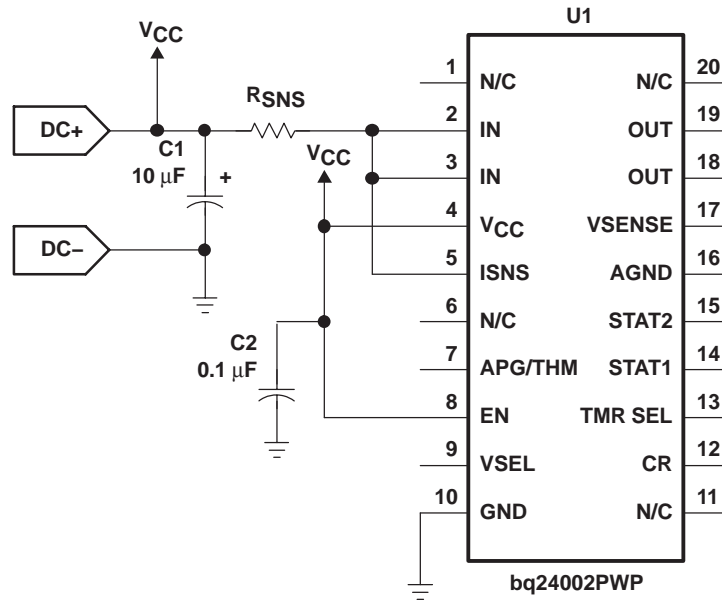 U1
VCC
DC+
RSNS
C1
10 μF
+
VCC
DC−
C2
0.1 μF
1 N/C N/C 20
2 IN OUT 19
3 IN OUT 18
4 VCC VSENSE 17
5 ISNS AGND 16
6 N/C STAT2 15
7 APG/THM STAT1 14
8 EN TMR SEL 13
9 VSEL CR 12
10 GND N/C 11
bq24002PWP